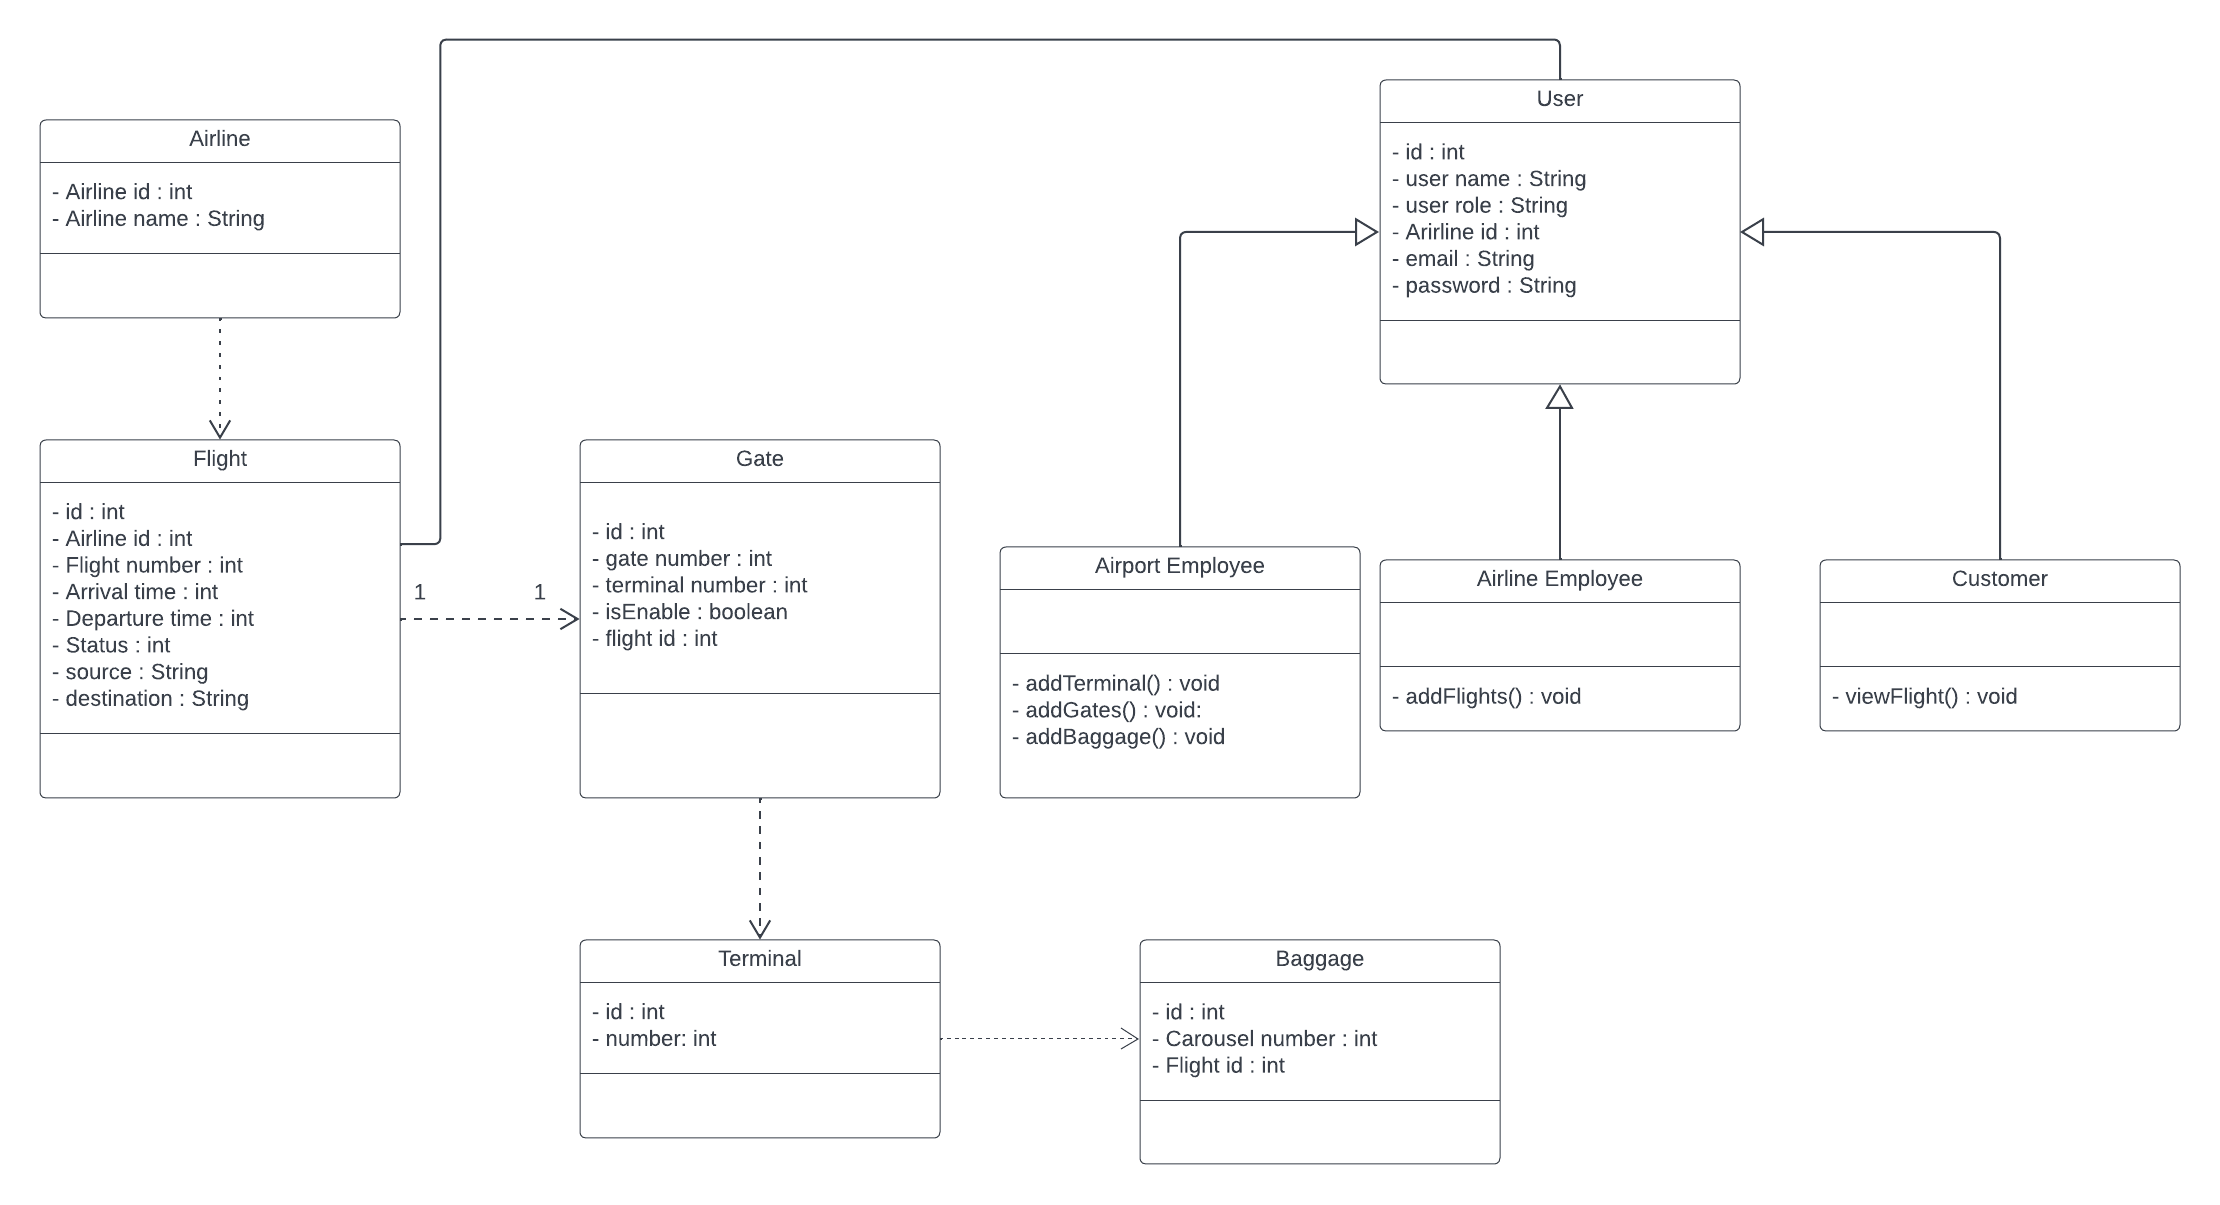 Airline
- Airline id : int
- Airline name : String
User
- id : int
- user name : String
- user role : String
- Arirline id : int
- email : String
- password : String
Flight
- id : int
- Airline id : int
- Flight number : int
- Arrival time : int
- Departure time : int
- Status : int
- source : String
- destination : String
1
1
Gate
- id : int
- gate number : int
- terminal number : int
- isEnable : boolean
- flight id : int
Airport Employee
- addTerminal() : void
- addGates() : void:
- addBaggage() : void
Airline Employee
- addFlights() : void
Customer
- viewFlight() : void
Terminal
- id : int
- number: int
Baggage
- id : int
- Carousel number : int
- Flight id : int